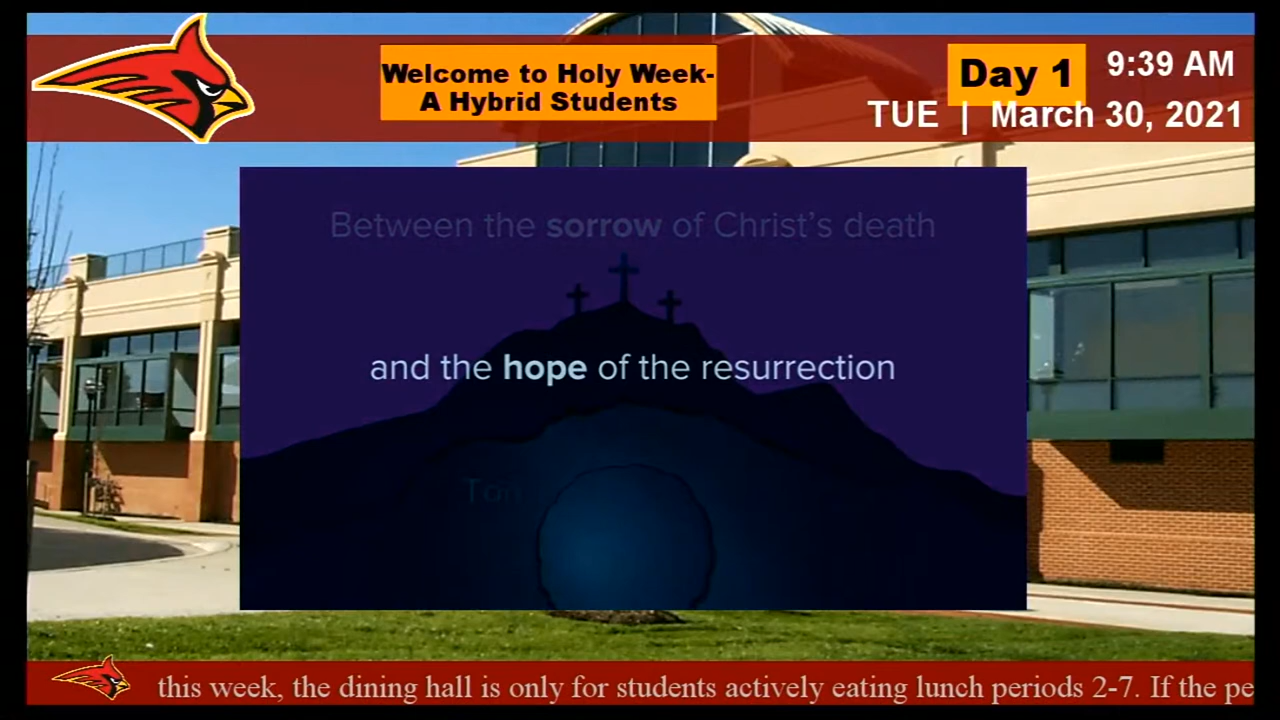 Welcome to Holy Week-
A Hybrid Students
Day 1
9:39 AM
TUE | March 30, 2021
Between the sorrow of Christ's death
and the hope of the resurrection
this week, the dining hall is only for students actively eating lunch periods 2-7. If the pe